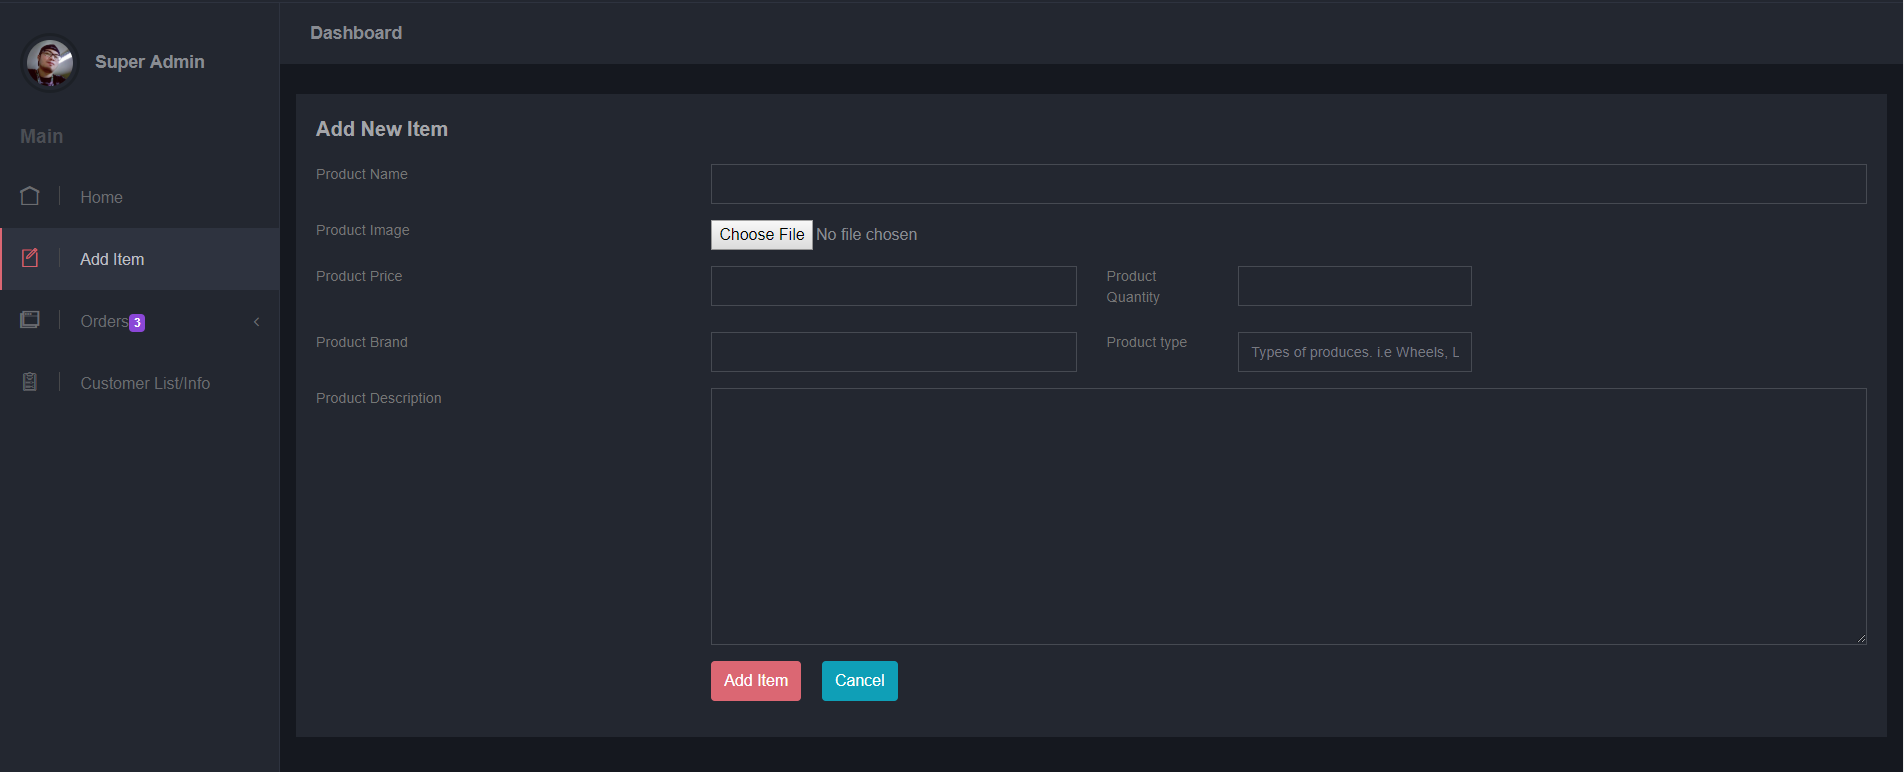 Dashboard
Super Admin
Main
Home
Add Item
Orders 3
Customer List/Info
Add New Item
Product Name
Product Image
Choose File No file chosen
Product Price
Product
Quantity
Product Brand
Product type
Types of produces. i.e Wheels, L
Product Description
Add Item
Cancel